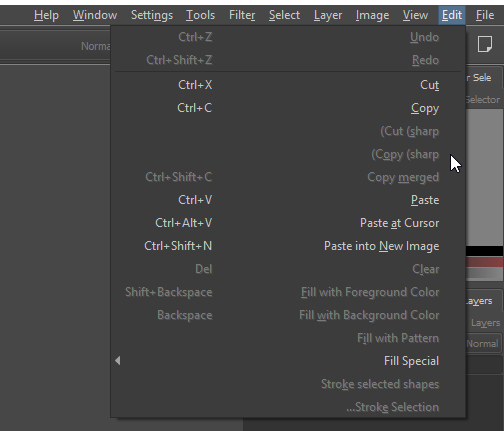 Help Window Settings Tools Filter Select Layer Image View Edit File
Norma
Ctrl+Z Undo
Ctrl+Shift+Z Redo
r Sele
Ctrl+X Cut
Selector
Ctrl+C Copy
(Cut (sharp
(Copy (sharp
Ctrl+Shift+C Copy merged
Ctrl+V Paste
Ctrl+Alt+V Paste at Cursor
Ctrl+Shift+N Paste into New Image
Del Clear
Shift+Backspace Fill with Foreground Color
ayers
Backspace Fill with Background Color
Layers
Fill with Pattern
Normal
Fill Special
Stroke selected shapes
...Stroke Selection